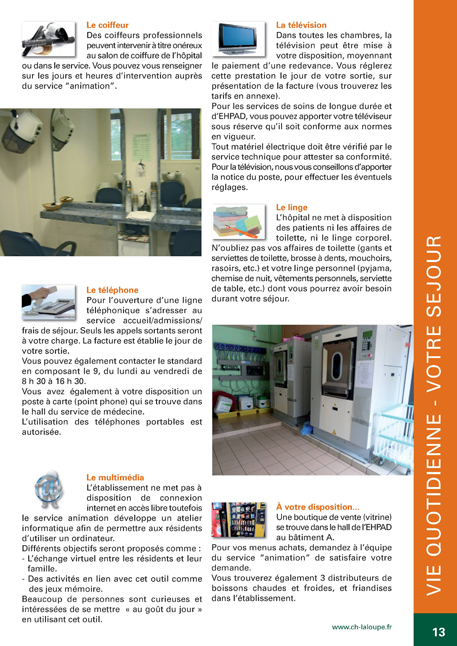 Le coiffeur
Des coiffeurs professionnels
peuvent intervenir à titre onéreux
au salon de coiffure de l'hôpital
ou dans le service. Vous pouvez vous renseigner
sur les jours et heures d'intervention auprès
du service "animation".
Le téléphone
Pour l'ouverture d'une ligne
téléphonique s'adresser au
service accueil/admissions/
frais de séjour. Seuls les appels sortants seront
à votre charge. La facture est établie le jour de
votre sortie.
Vous pouvez également contacter le standard
en composant le 9, du lundi au vendredi de
8 h 30 à 16 h 30.
Vous avez également à votre disposition un
poste à carte (point phone) qui se trouve dans
le hall du service de médecine.
L'utilisation des téléphones portables est
autorisée.
Le multimédia
L'établissement ne met pas à
disposition de connexion
internet en accès libre toutefois
le service animation développe un atelier
informatique afin de permettre aux résidents
d'utiliser un ordinateur.
Différents objectifs seront proposés comme :
- L'échange virtuel entre les résidents et leur
famille.
- Des activités en lien avec cet outil comme
des jeux mémoire.
Beaucoup de personnes sont curieuses et
intéressées de se mettre « au goût du jour »
en utilisant cet outil.
La télévision
Dans toutes les chambres, la
télévision peut être mise à
votre disposition, moyennant
le paiement d'une redevance. Vous réglerez
cette prestation le jour de votre sortie, sur
présentation de la facture (vous trouverez les
tarifs en annexe).
Pour les services de soins de longue durée et
d'EHPAD, vous pouvez apporter votre téléviseur
sous réserve qu'il soit conforme aux normes
en vigueur.
Tout matériel électrique doit être vérifié par le
service technique pour attester sa conformité.
Pour la télévision, nous vous conseillons d'apporter
la notice du poste, pour effectuer les éventuels
réglages.
Le linge
L'hôpital ne met à disposition
des patients ni les affaires de
toilette, ni le linge corporel.
N'oubliez pas vos affaires de toilette (gants et
serviettes de toilette, brosse à dents, mouchoirs,
rasoirs, etc.) et votre linge personnel (pyjama,
chemise de nuit, vêtements personnels, serviette
de table, etc.) dont vous pourrez avoir besoin
durant votre séjour.
À votre disposition...
Une boutique de vente (vitrine)
se trouve dans le hall de l'EHPAD
au bâtiment A.
Pour vos menus achats, demandez à l'équipe
du service "animation" de satisfaire votre
demande.
Vous trouverez également 3 distributeurs de
boissons chaudes et froides, et friandises
dans l'établissement.
www.ch-laloupe.fr
VIE QUOTIDIENNE - VOTRE SEJOUR
13